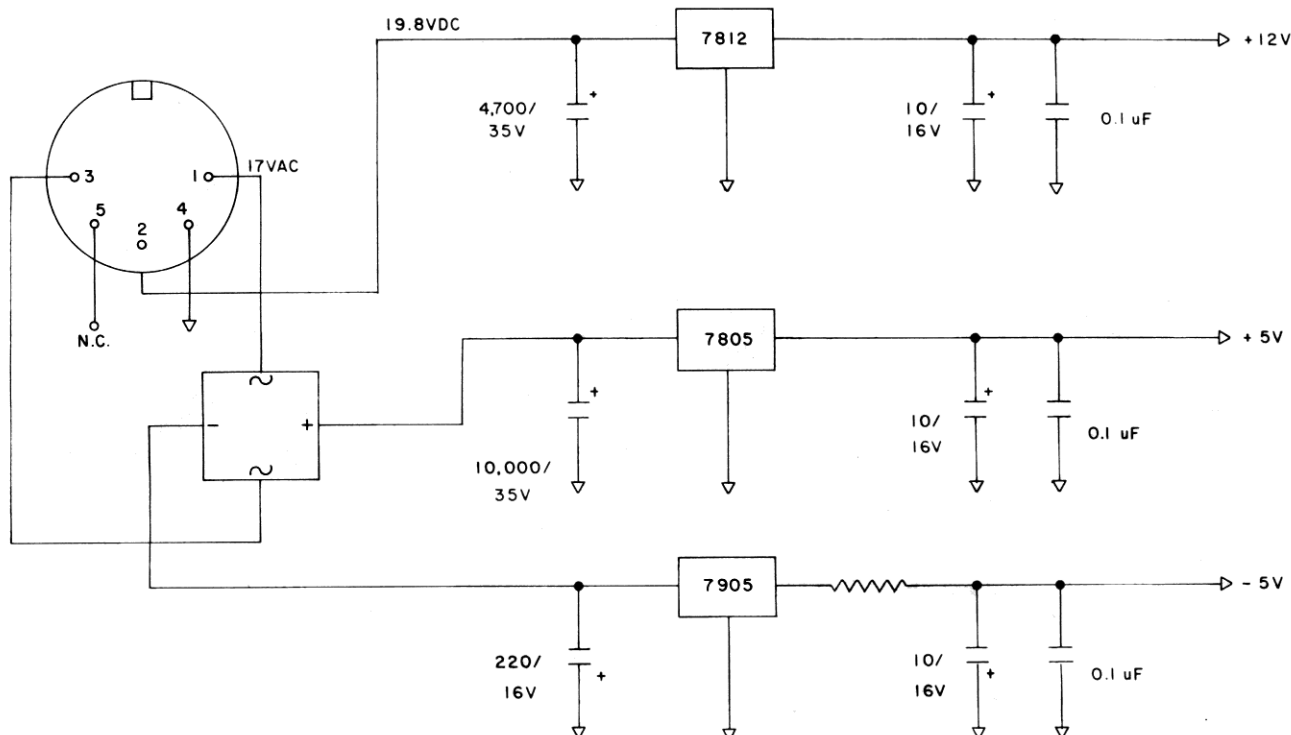 19.8VDC
7812
+12V
4,700/
35V
+
10/
16V
+
0.1 uF
17VAC
3
1
5
4
2
N.C.
7805
+ 5V
+
10,000/
35V
10/
16V
+
0.1 uF
~
-
+
~
7905
- 5V
220/
16V
+
10/
16V
+
0.1 uF